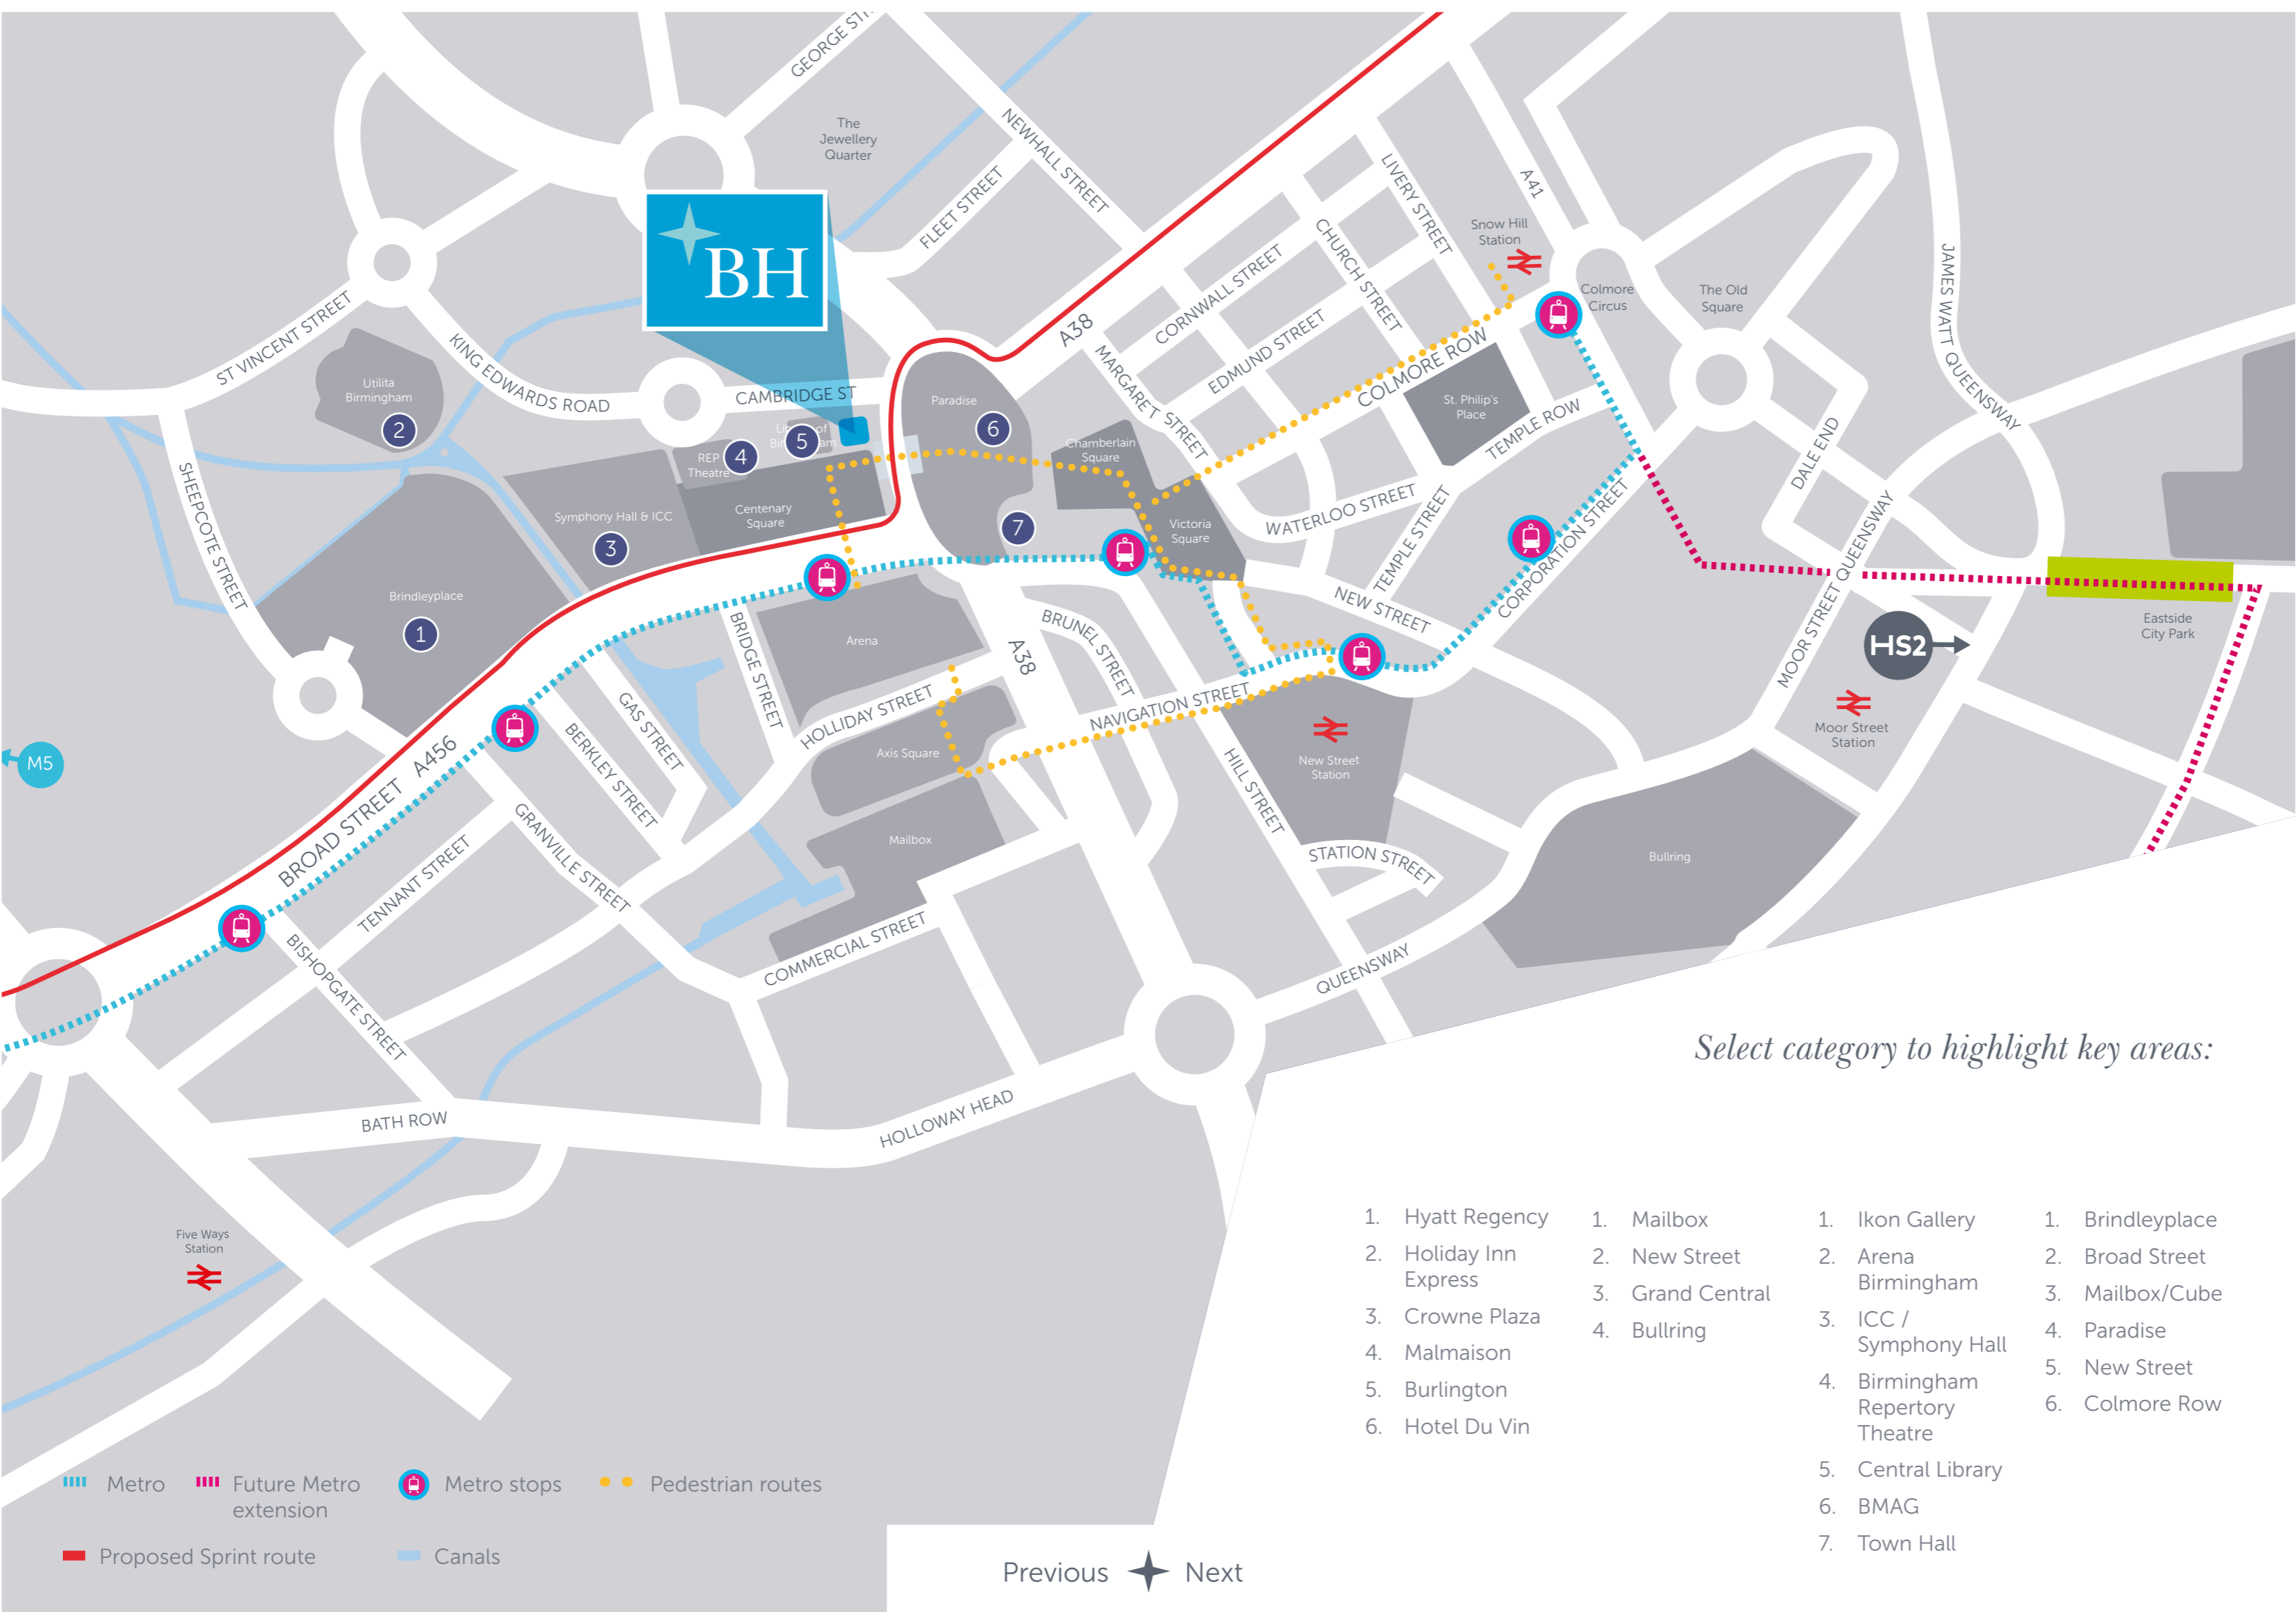 GEORGE
The
Jewellery
Quarter
NEWHALL STREET
FLEET STREET
BH
LIVERY STREET
A41
Snow Hill
Station
CHURCH STREET
CORNWALL STREET
Colmore
Circus
The Old
Square
JAMES WATT QUEENSWAY
ST VINCENT STREET
KING EDWARDS ROAD
A38
EDMUND STREET
COLMORE ROW
MARGARET STREET
Utilita
Birmingham
2
CAMBRIDGE ST
Paradise
6
5
REP
Theatre
4
Chamberlain
Square
St. Philip's
Place
TEMPLE ROW
DALE END
SHEEPCOTE STREET
Symphony Hall & ICC
3
Centenary
Square
7
Victoria
Square
WATERLOO STREET
TEMPLE STREET
CORPORATION STREET
MOOR STREET QUEENSWAY
Brindleyplace
1
BRIDGE STREET
Arena
A38
BRUNEL STREET
NEW STREET
HS2
Eastside
City Park
Moor Street
Station
M5
BROAD STREET A456
BERKLEY STREET
GAS STREET
HOLLIDAY STREET
Axis Square
NAVIGATION STREET
HILL STREET
New Street
Station
TENNANT STREET
GRANVILLE STREET
Mailbox
STATION STREET
Bullring
BISHOPGATE STREET
COMMERCIAL STREET
QUEENSWAY
BATH ROW
HOLLOWAY HEAD
Five Ways
Station
Select category to highlight key areas:
1. Hyatt Regency
2. Holiday Inn
Express
3. Crowne Plaza
4. Malmaison
5. Burlington
6. Hotel Du Vin
1. Mailbox
2. New Street
3. Grand Central
4. Bullring
1. Ikon Gallery
2. Arena
Birmingham
3. ICC /
Symphony Hall
4. Birmingham
Repertory
Theatre
5. Central Library
6. BMAG
7. Town Hall
1. Brindleyplace
2. Broad Street
3. Mailbox/Cube
4. Paradise
5. New Street
6. Colmore Row
Metro
Future Metro
extension
Metro stops
Pedestrian routes
Proposed Sprint route
Canals
Previous
Next